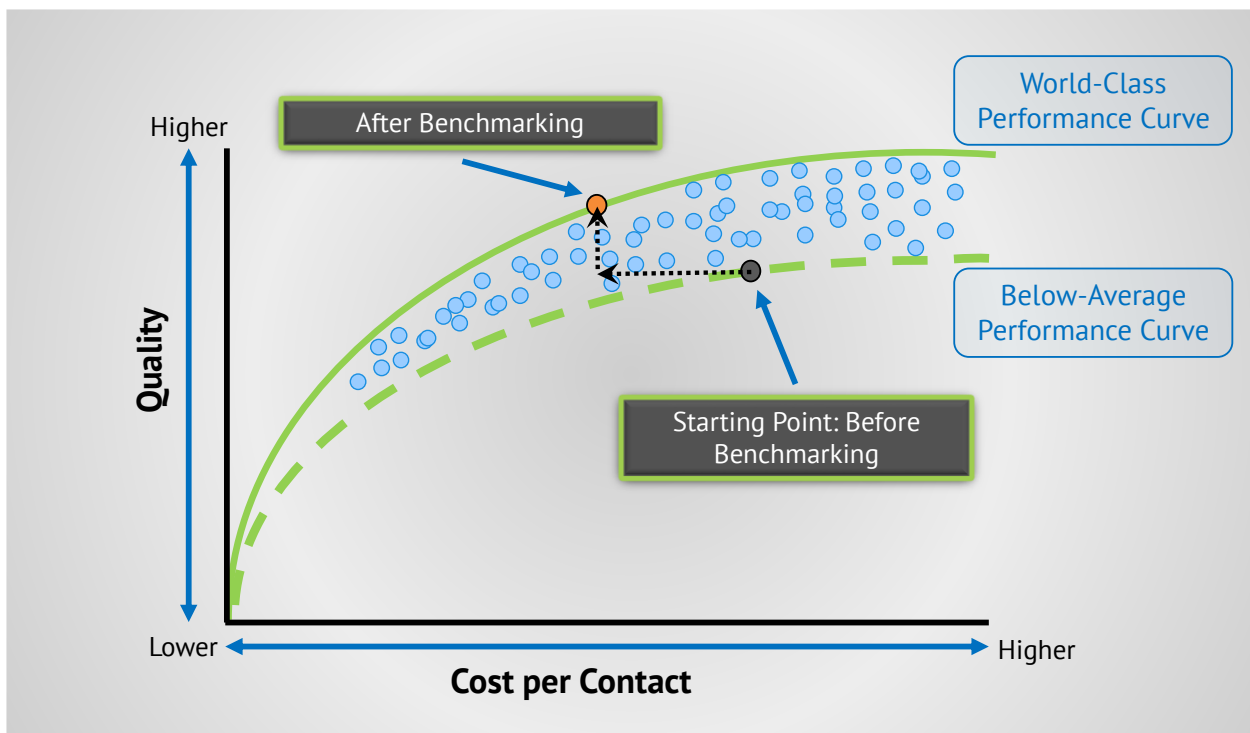 World-Class
Performance Curve
After Benchmarking
Higher
Below-Average
Performance Curve
Quality
Starting Point: Before
Benchmarking
Lower
Higher
Cost per Contact